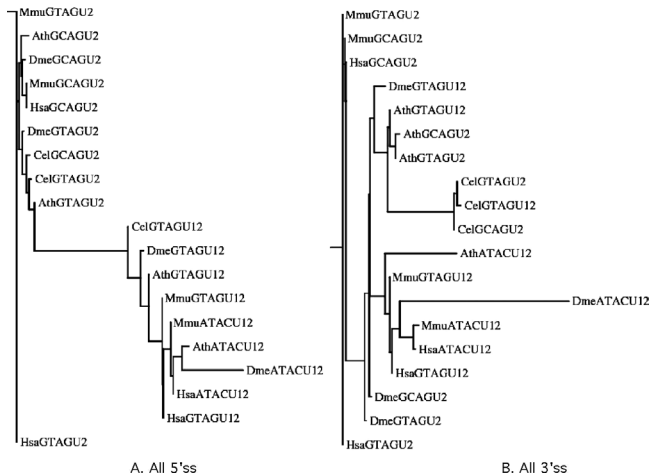 MmuGTAGU2
AthGCAGU2
DmeGCAGU2
MmuGCAGU2
HsaGCAGU2
DmeGTAGU2
CelGCAGU2
CelGTAGU2
AthGTAGU2
CelGTAGU12
DmeGTAGU12
AthGTAGU12
MmuGTAGU12
MmuATACU12
AthATACU12
DmeATACU12
HsaATACU12
HsaGTAGU12
HsaGTAGU2
A. All 5'ss
MmuGTAGU2
MmuGCAGU2
HsaGCAGU2
DmeGTAGU12
AthGTAGU12
AthGCAGU2
AthGTAGU2
CelGTAGU2
CelGTAGU12
CelGCAGU2
AthATACU12
MmuGTAGU12
DmeATACU12
MmuATACU12
HsaATACU12
HsaGTAGU12
DmeGCAGU2
DmeGTAGU2
HsaGTAGU2
B. All 3'ss